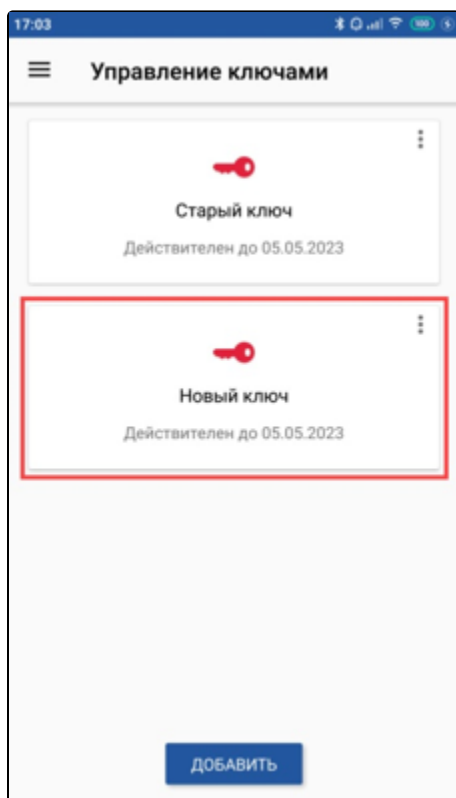 17:03
100
Управление ключами
Старый ключ
Действителен до 05.05.2023
Новый ключ
Действителен до 05.05.2023
ДОБАВИТЬ